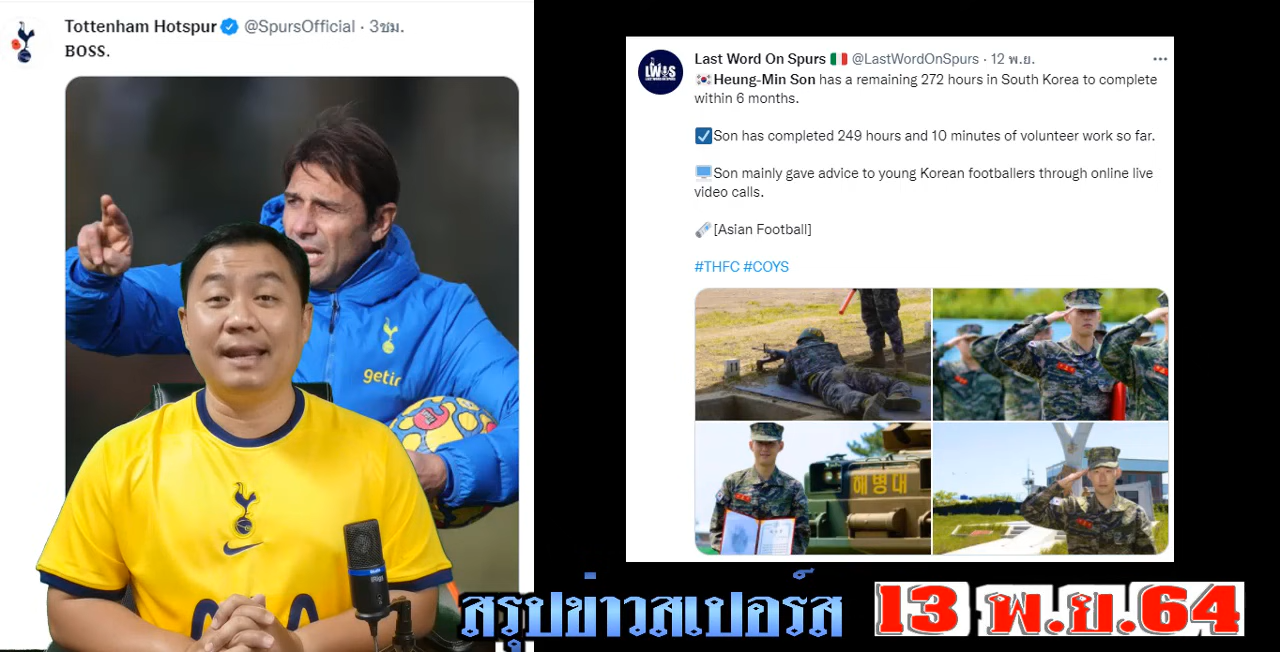 Tottenham Hotspur @SpursOfficial · 3ชม.
BOSS.
getir
LWOS
Last Word On Spurs @LastWordOnSpurs · 12 พ.ย.
Heung-Min Son has a remaining 272 hours in South Korea to complete
within 6 months.
Son has completed 249 hours and 10 minutes of volunteer work so far.
Son mainly gave advice to young Korean footballers through online live
video calls.
[Asian Football]
#THFC #COYS
해병대
สรุปข่าวสเปอร์ส 13 พ.ย.64